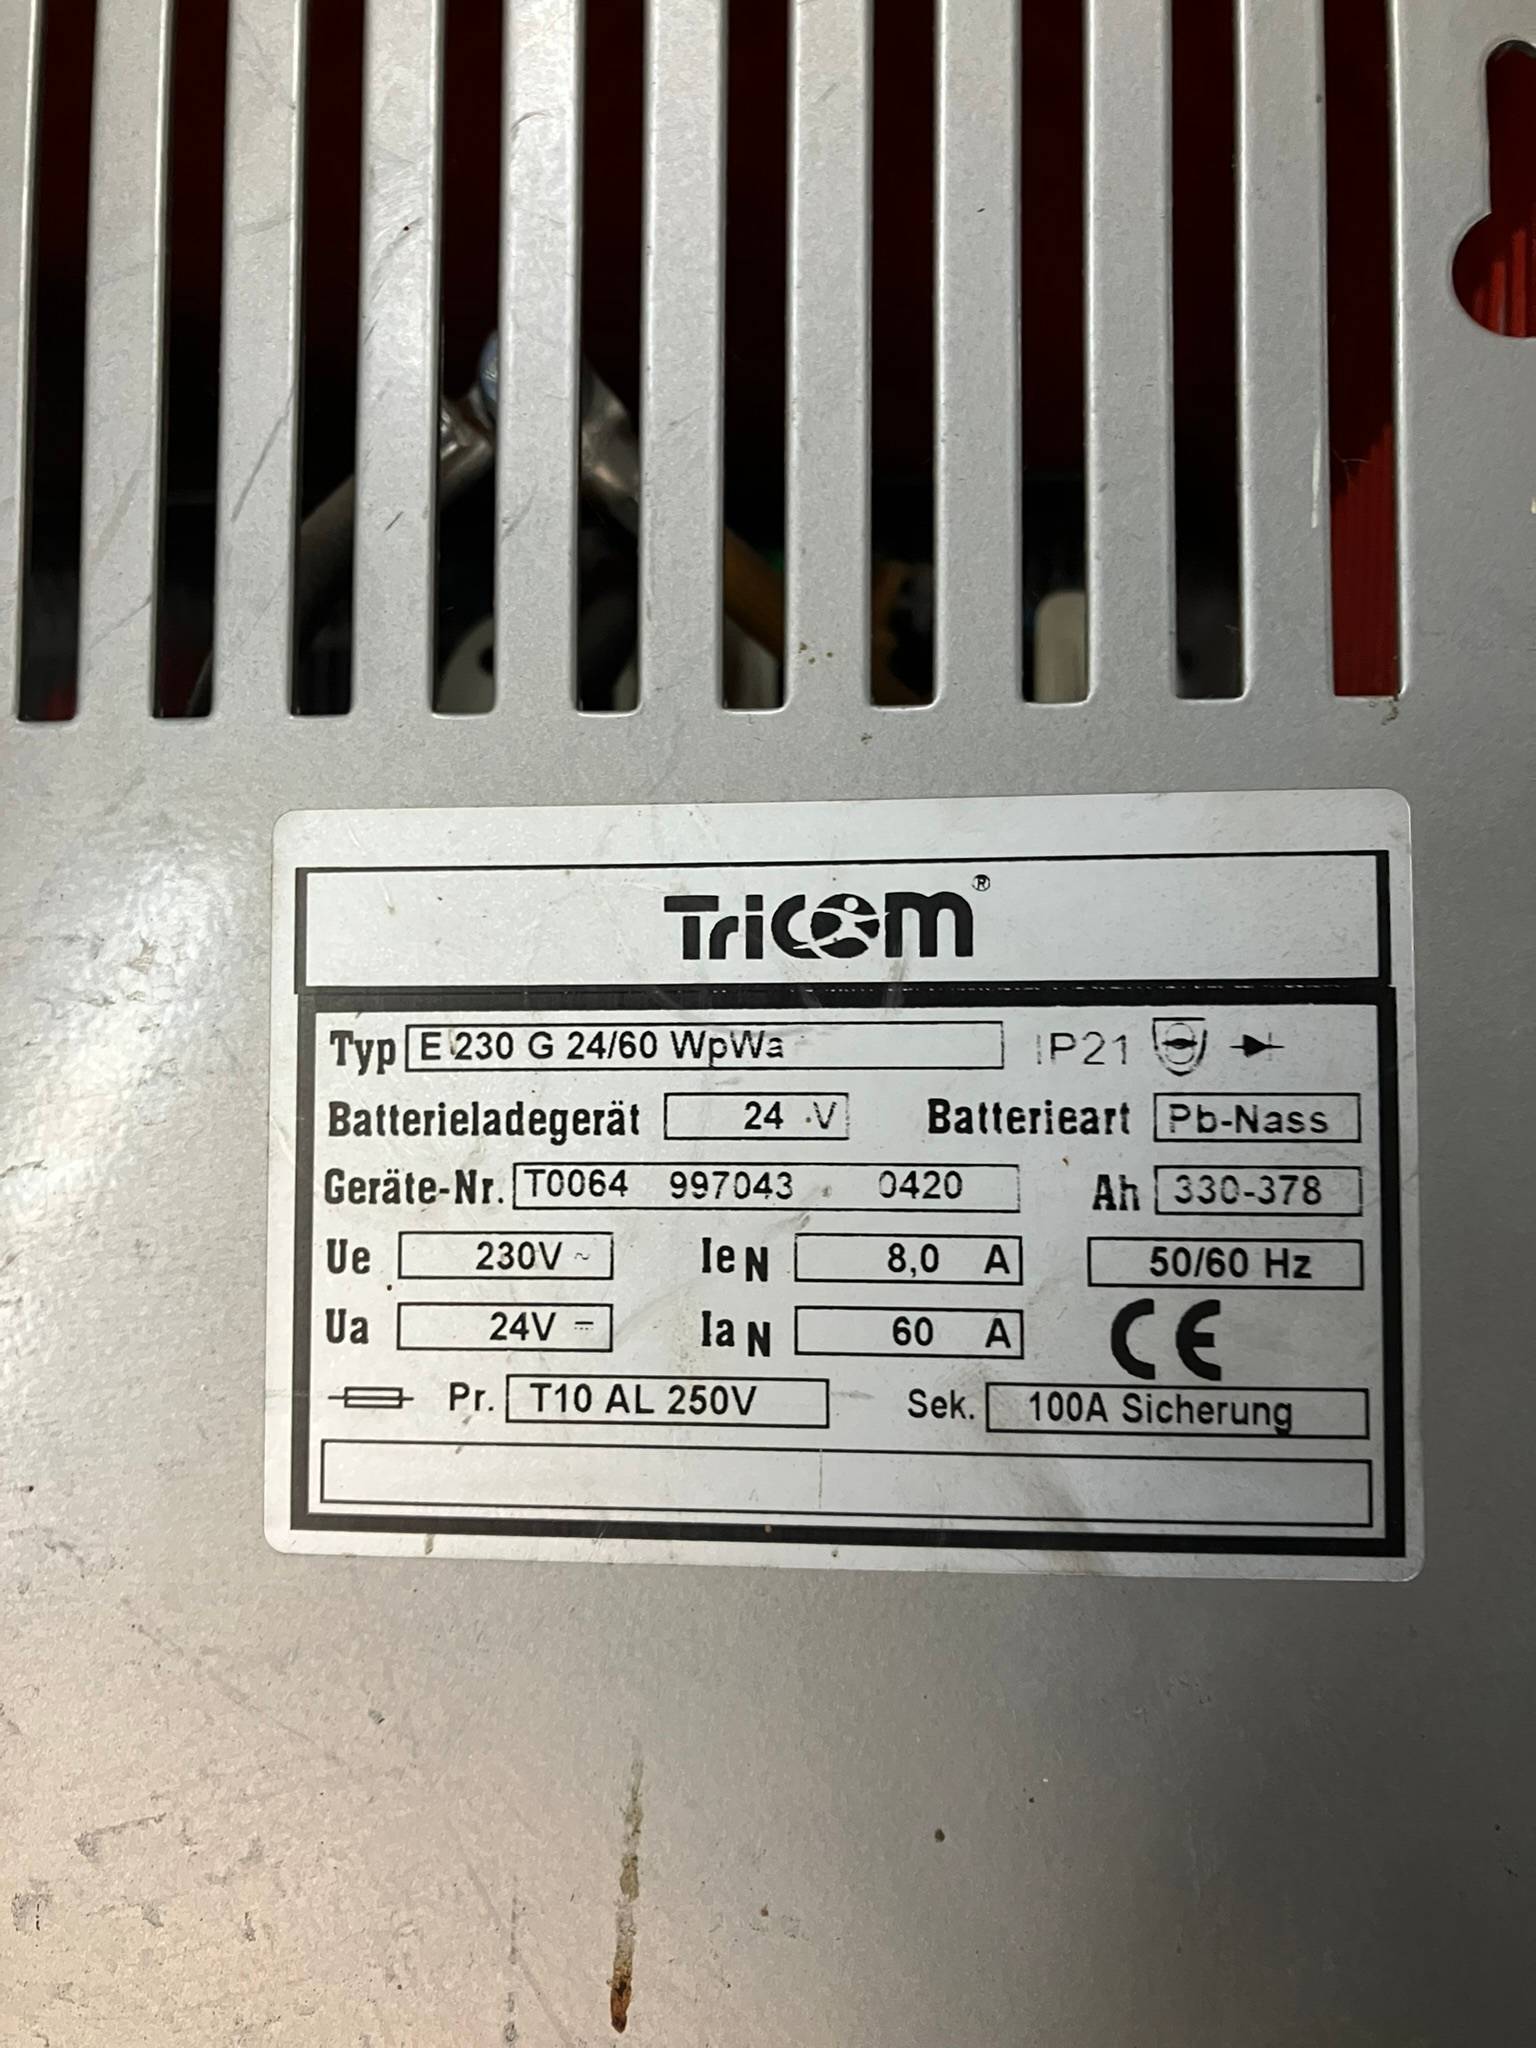 TriCOM®
Typ E 230 G 24/60 WpWa IP21
Batterieladegerät 24 V Batterieart Pb-Nass
Geräte-Nr. T0064 997043 0420 Ah 330-378
Ue 230V ~ IeN 8,0 A 50/60 Hz
Ua 24V ⎓ IaN 60 A CE
Pr. T10 AL 250V Sek. 100A Sicherung